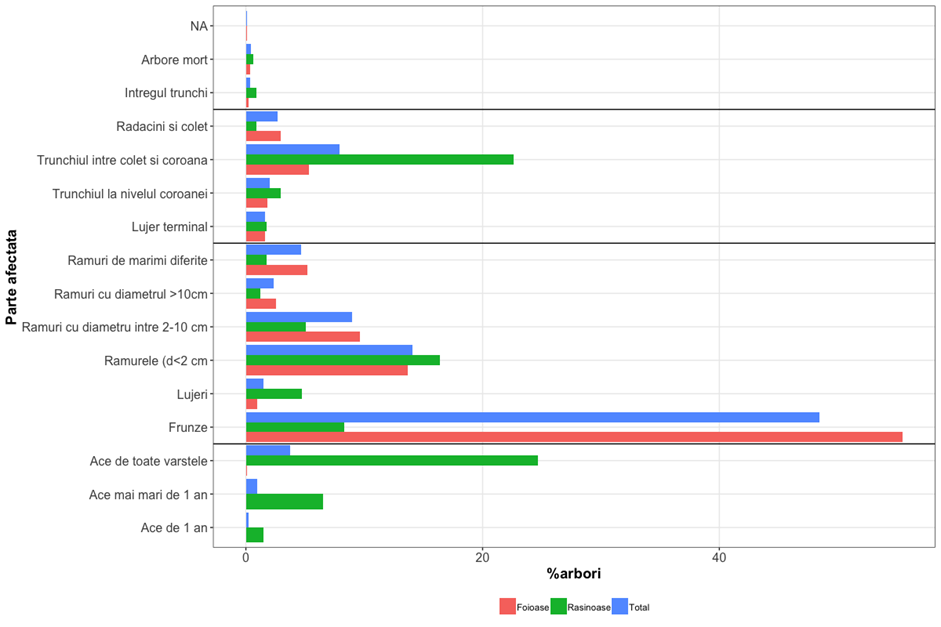 NA
Arbore mort
Intregul trunchi
Radacini si colet
Trunchiul intre colet si coroana
Trunchiul la nivelul coroanei
Lujer terminal
Ramuri de marimi diferite
Ramuri cu diametrul >10cm
Ramuri cu diametru intre 2-10 cm
Ramurele (d<2 cm
Lujeri
Frunze
Ace de toate varstele
Ace mai mari de 1 an
Ace de 1 an
Parte afectata
0 20 40
%arbori
Foioase Rasinoase Total